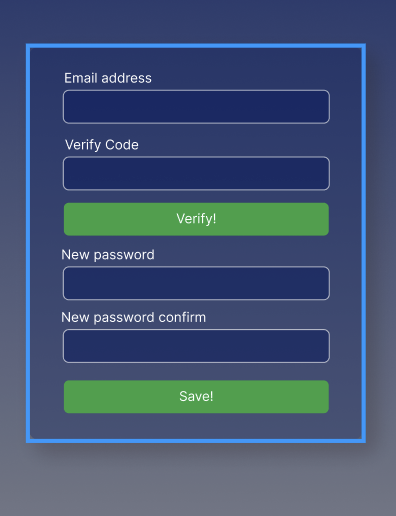 Email address
Verify Code
Verify!
New password
New password confirm
Save!